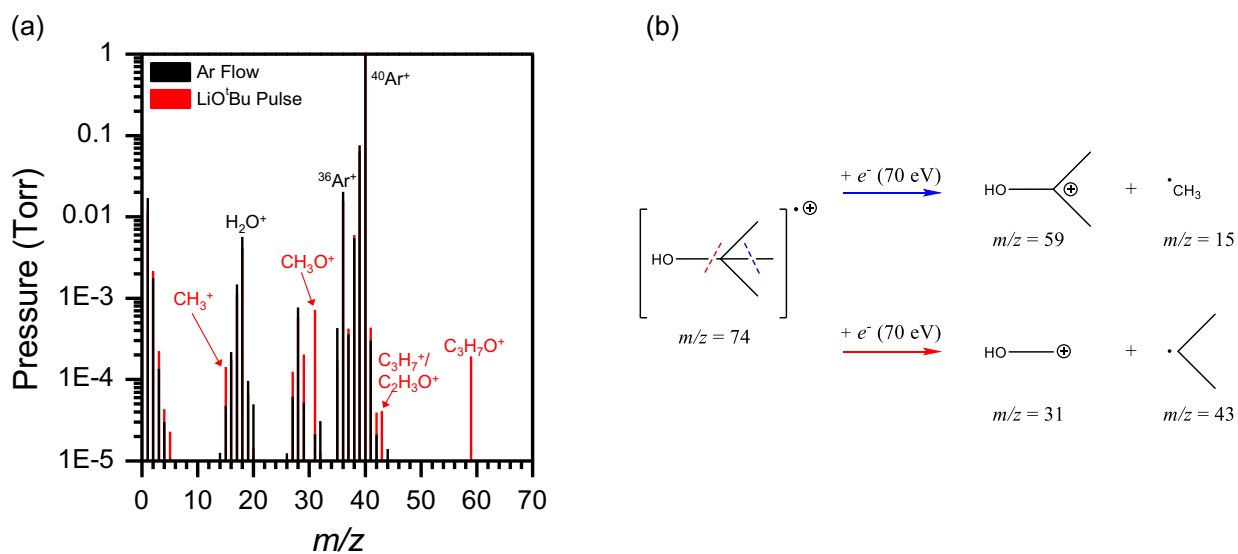 (a)
1
0.1
0.01
1E-3
1E-4
1E-5
Pressure (Torr)
Ar Flow
LiOᵗBu Pulse
⁴⁰Ar⁺
³⁶Ar⁺
H₂O⁺
CH₃O⁺
CH₃⁺
C₃H₇⁺/
C₂H₃O⁺
C₃H₇O⁺
0 10 20 30 40 50 60 70
m/z
(b)
HO
•⊕
m/z = 74
+ e⁻ (70 eV)
HO ⊕ + •CH₃
m/z = 59 m/z = 15
+ e⁻ (70 eV)
HO ⊕ + •
m/z = 31 m/z = 43